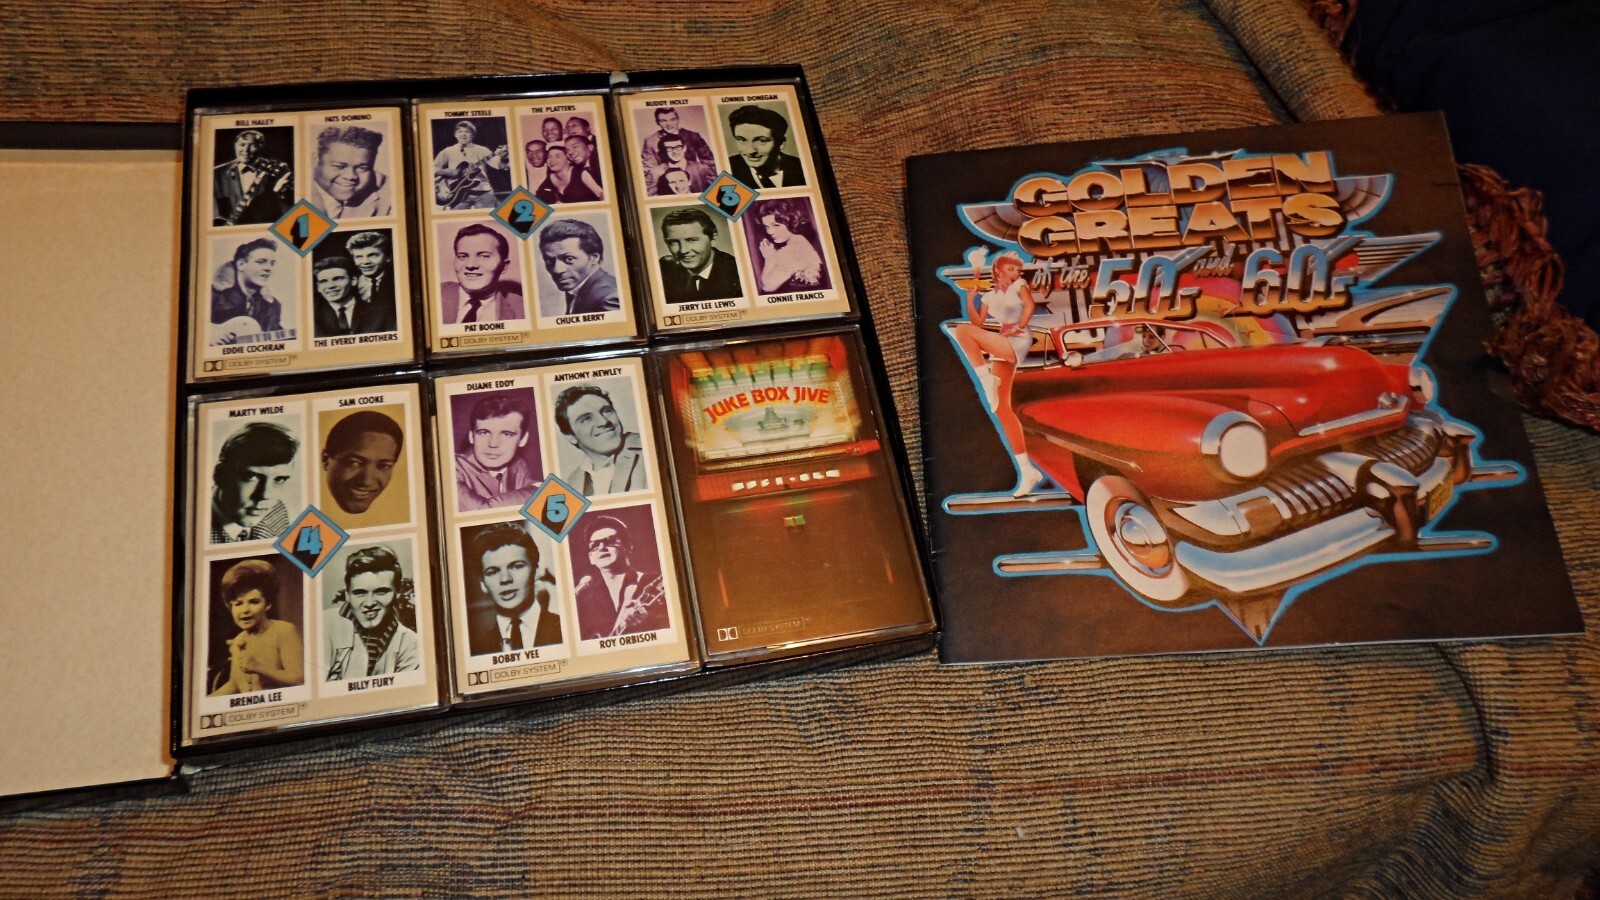 BILL HALEY
FATS DOMINO
1
EDDIE COCHRAN
THE EVERLY BROTHERS
DOLBY SYSTEM®
TOMMY STEELE
THE PLATTERS
2
PAT BOONE
CHUCK BERRY
DOLBY SYSTEM®
BUDDY HOLLY
LONNIE DONEGAN
3
JERRY LEE LEWIS
CONNIE FRANCIS
DOLBY SYSTEM®
MARTY WILDE
SAM COOKE
4
BRENDA LEE
BILLY FURY
DOLBY SYSTEM®
DUANE EDDY
ANTHONY NEWLEY
5
BOBBY VEE
ROY ORBISON
DOLBY SYSTEM®
JUKE BOX JIVE
DOLBY SYSTEM®
GOLDEN
GREATS
of the 50s and 60s